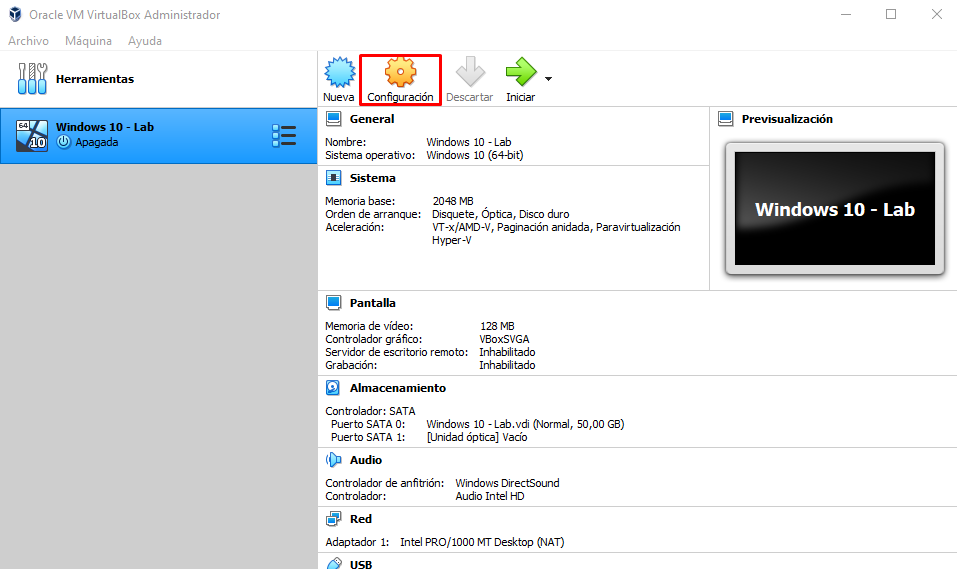 Oracle VM VirtualBox Administrador
Archivo Máquina Ayuda
Herramientas
Windows 10 - Lab
Apagada
64
10
Nueva Configuración Descartar Iniciar
General
Nombre: Windows 10 - Lab
Sistema operativo: Windows 10 (64-bit)
Sistema
Memoria base: 2048 MB
Orden de arranque: Disquete, Óptica, Disco duro
Aceleración: VT-x/AMD-V, Paginación anidada, Paravirtualización
Hyper-V
Previsualización
Windows 10 - Lab
Pantalla
Memoria de vídeo: 128 MB
Controlador gráfico: VBoxSVGA
Servidor de escritorio remoto: Inhabilitado
Grabación: Inhabilitado
Almacenamiento
Controlador: SATA
Puerto SATA 0: Windows 10 - Lab.vdi (Normal, 50,00 GB)
Puerto SATA 1: [Unidad óptica] Vacío
Audio
Controlador de anfitrión: Windows DirectSound
Controlador: Audio Intel HD
Red
Adaptador 1: Intel PRO/1000 MT Desktop (NAT)
USB